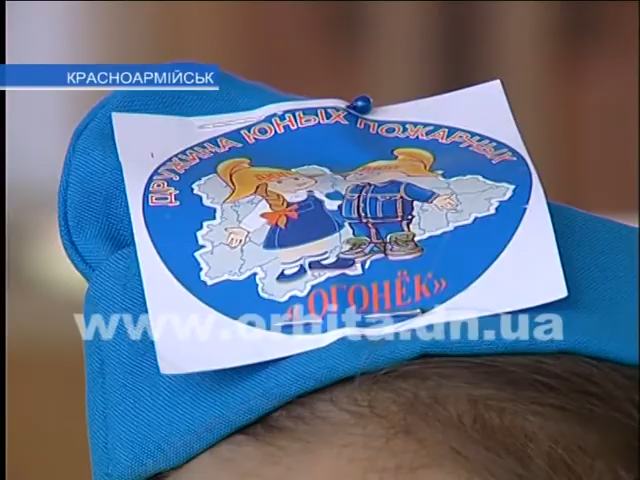 КРАСНОАРМІЙСЬК
ДРУЖИНА ЮНЫХ ПОЖАРНЫХ
«ОГОНЁК»
www.orbita.dn.ua